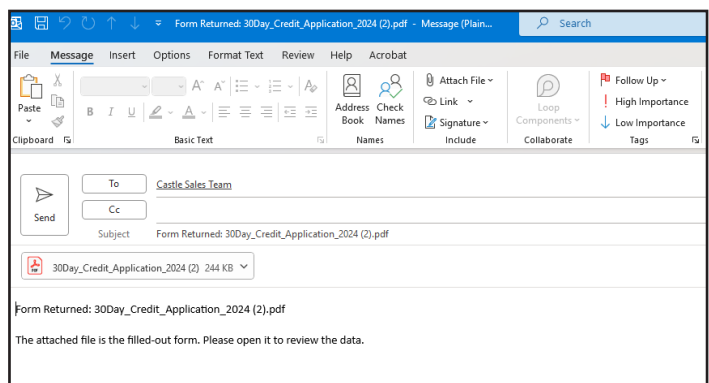 Form Returned: 30Day_Credit_Application_2024 (2).pdf - Message (Plain... Search
File Message Insert Options Format Text Review Help Acrobat
Paste
B I U
Address Book
Check Names
Attach File
Link
Signature
Loop Components
Follow Up
High Importance
Low Importance
Clipboard Basic Text Names Include Collaborate Tags
Send
To Castle Sales Team
Cc
Subject Form Returned: 30Day_Credit_Application_2024 (2).pdf
PDF 30Day_Credit_Application_2024 (2) 244 KB
Form Returned: 30Day_Credit_Application_2024 (2).pdf
The attached file is the filled-out form. Please open it to review the data.